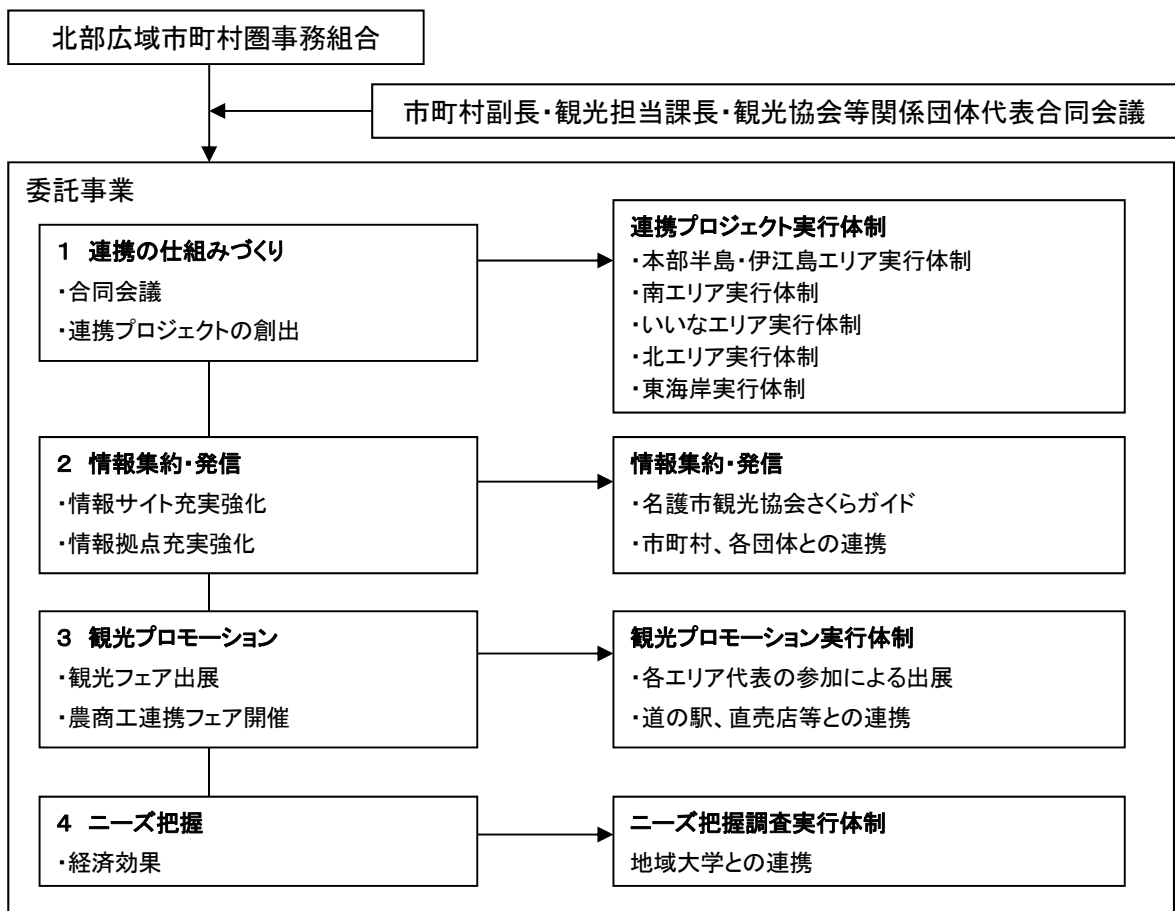 北部広域市町村圏事務組合
市町村副長・観光担当課長・観光協会等関係団体代表合同会議
委託事業
1 連携の仕組みづくり
・合同会議
・連携プロジェクトの創出
連携プロジェクト実行体制
・本部半島・伊江島エリア実行体制
・南エリア実行体制
・いいなエリア実行体制
・北エリア実行体制
・東海岸実行体制
2 情報集約・発信
・情報サイト充実強化
・情報拠点充実強化
情報集約・発信
・名護市観光協会さくらガイド
・市町村、各団体との連携
3 観光プロモーション
・観光フェア出展
・農商工連携フェア開催
観光プロモーション実行体制
・各エリア代表の参加による出展
・道の駅、直売店等との連携
4 ニーズ把握
・経済効果
ニーズ把握調査実行体制
地域大学との連携